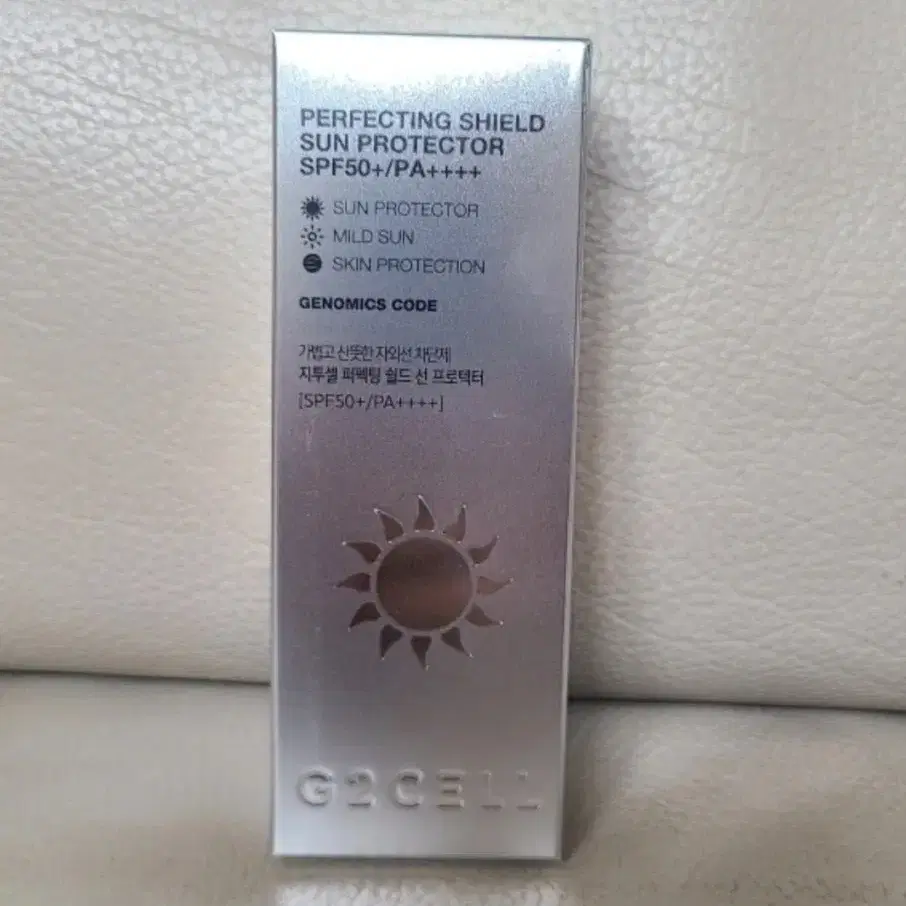 PERFECTING SHIELD
SUN PROTECTOR
SPF50+/PA++++
SUN PROTECTOR
MILD SUN
SKIN PROTECTION
GENOMICS CODE
가볍고 산뜻한 자외선 차단제
지투셀 퍼펙팅 쉴드 선 프로텍터
[SPF50+/PA++++]
G2CELL